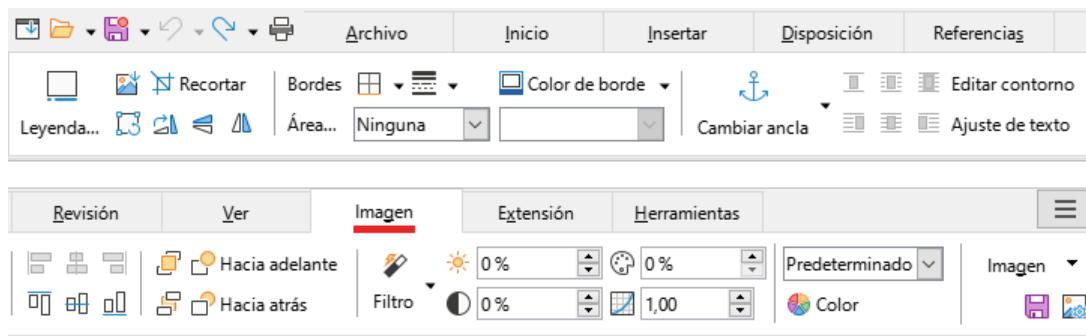 Archivo Inicio Insertar Disposición Referencias
Recortar Bordes Color de borde Editar contorno
Leyenda... Área... Ninguna Cambiar ancla Ajuste de texto
Revisión Ver Imagen Extensión Herramientas
Hacia adelante 0 % 0 % Predeterminado Imagen
Hacia atrás Filtro 0 % 1,00 Color